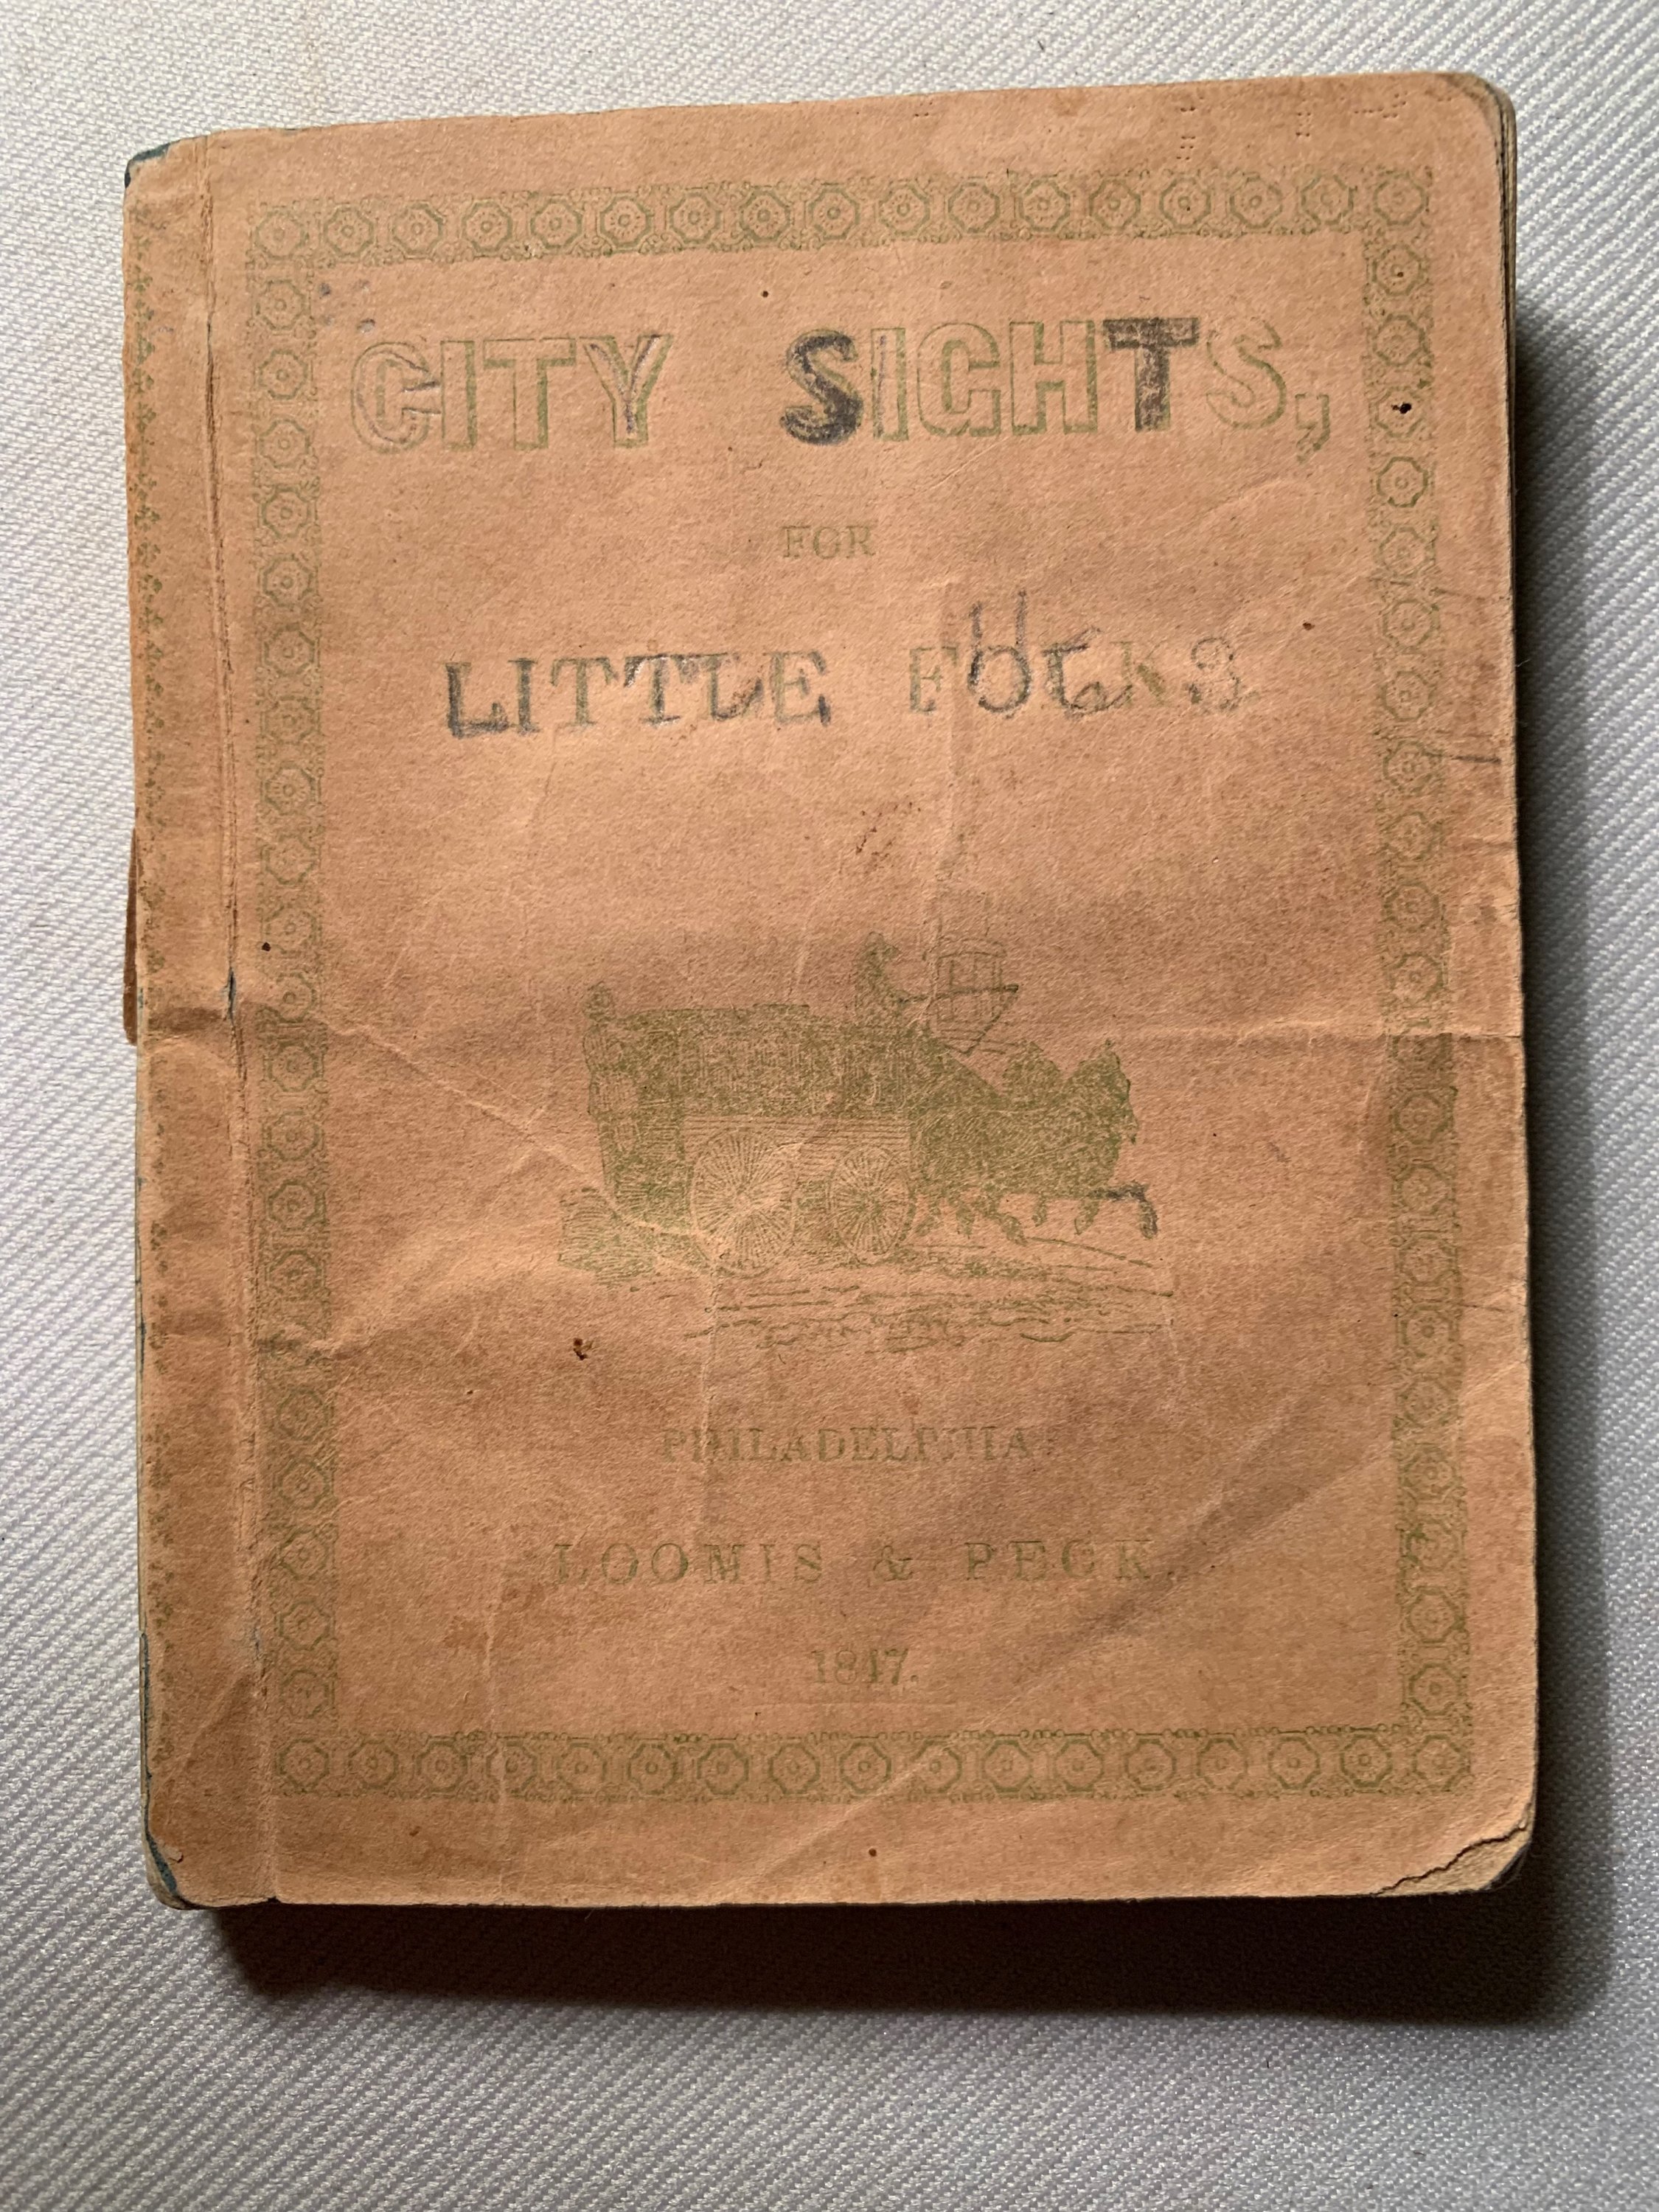 CITY SIGHTS,
FOR
LITTLE FOLKS
PHILADELPHIA:
LOOMIS & PECK.
1847.